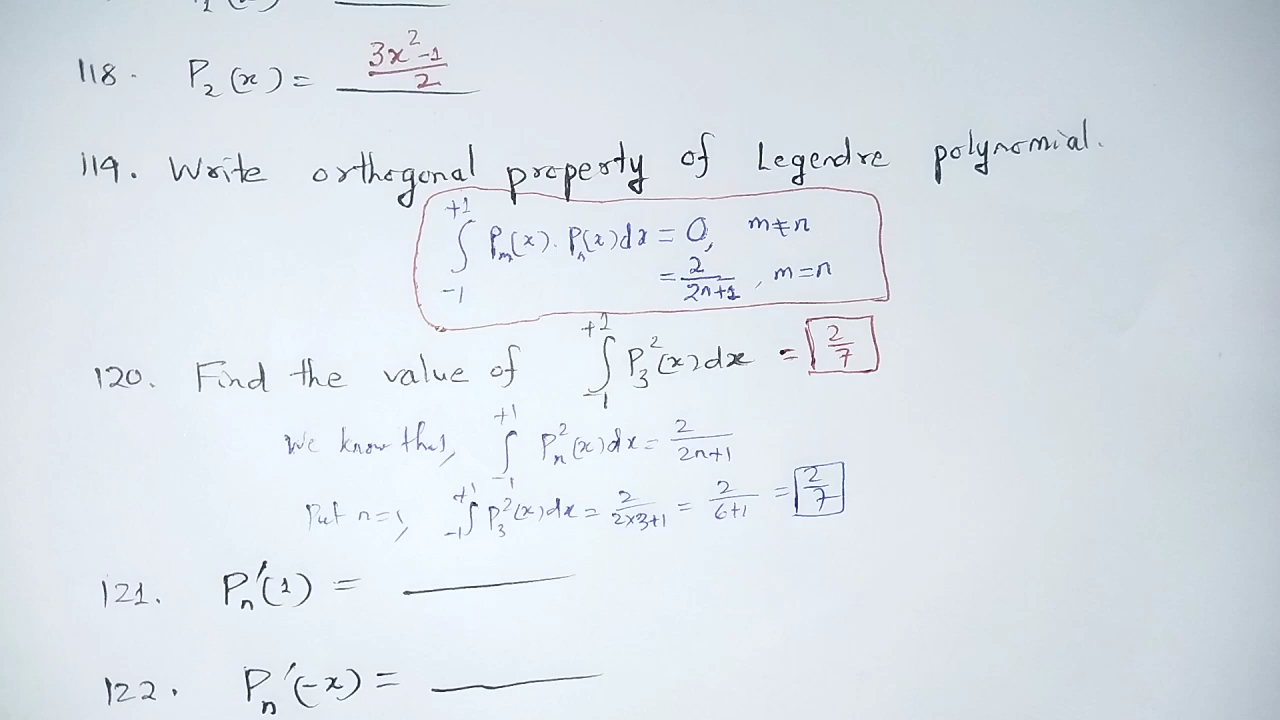 118. P₂(x) = (3x²-1)/2
119. Write orthogonal property of Legendre polynomial.
∫₋₁⁺¹ Pₘ(x). Pₙ(x)dx = 0, m≠n
= 2/(2n+1), m=n
120. Find the value of ∫₋₁⁺¹ P₃²(x)dx = 2/7
We know that, ∫₋₁⁺¹ Pₙ²(x)dx = 2/(2n+1)
Put n= ∫₋₁⁺¹ P₃²(x)dx = 2/(2×3+1) = 2/(6+1) = 2/7
121. Pₙ′(1) =
122. Pₙ′(-x) =